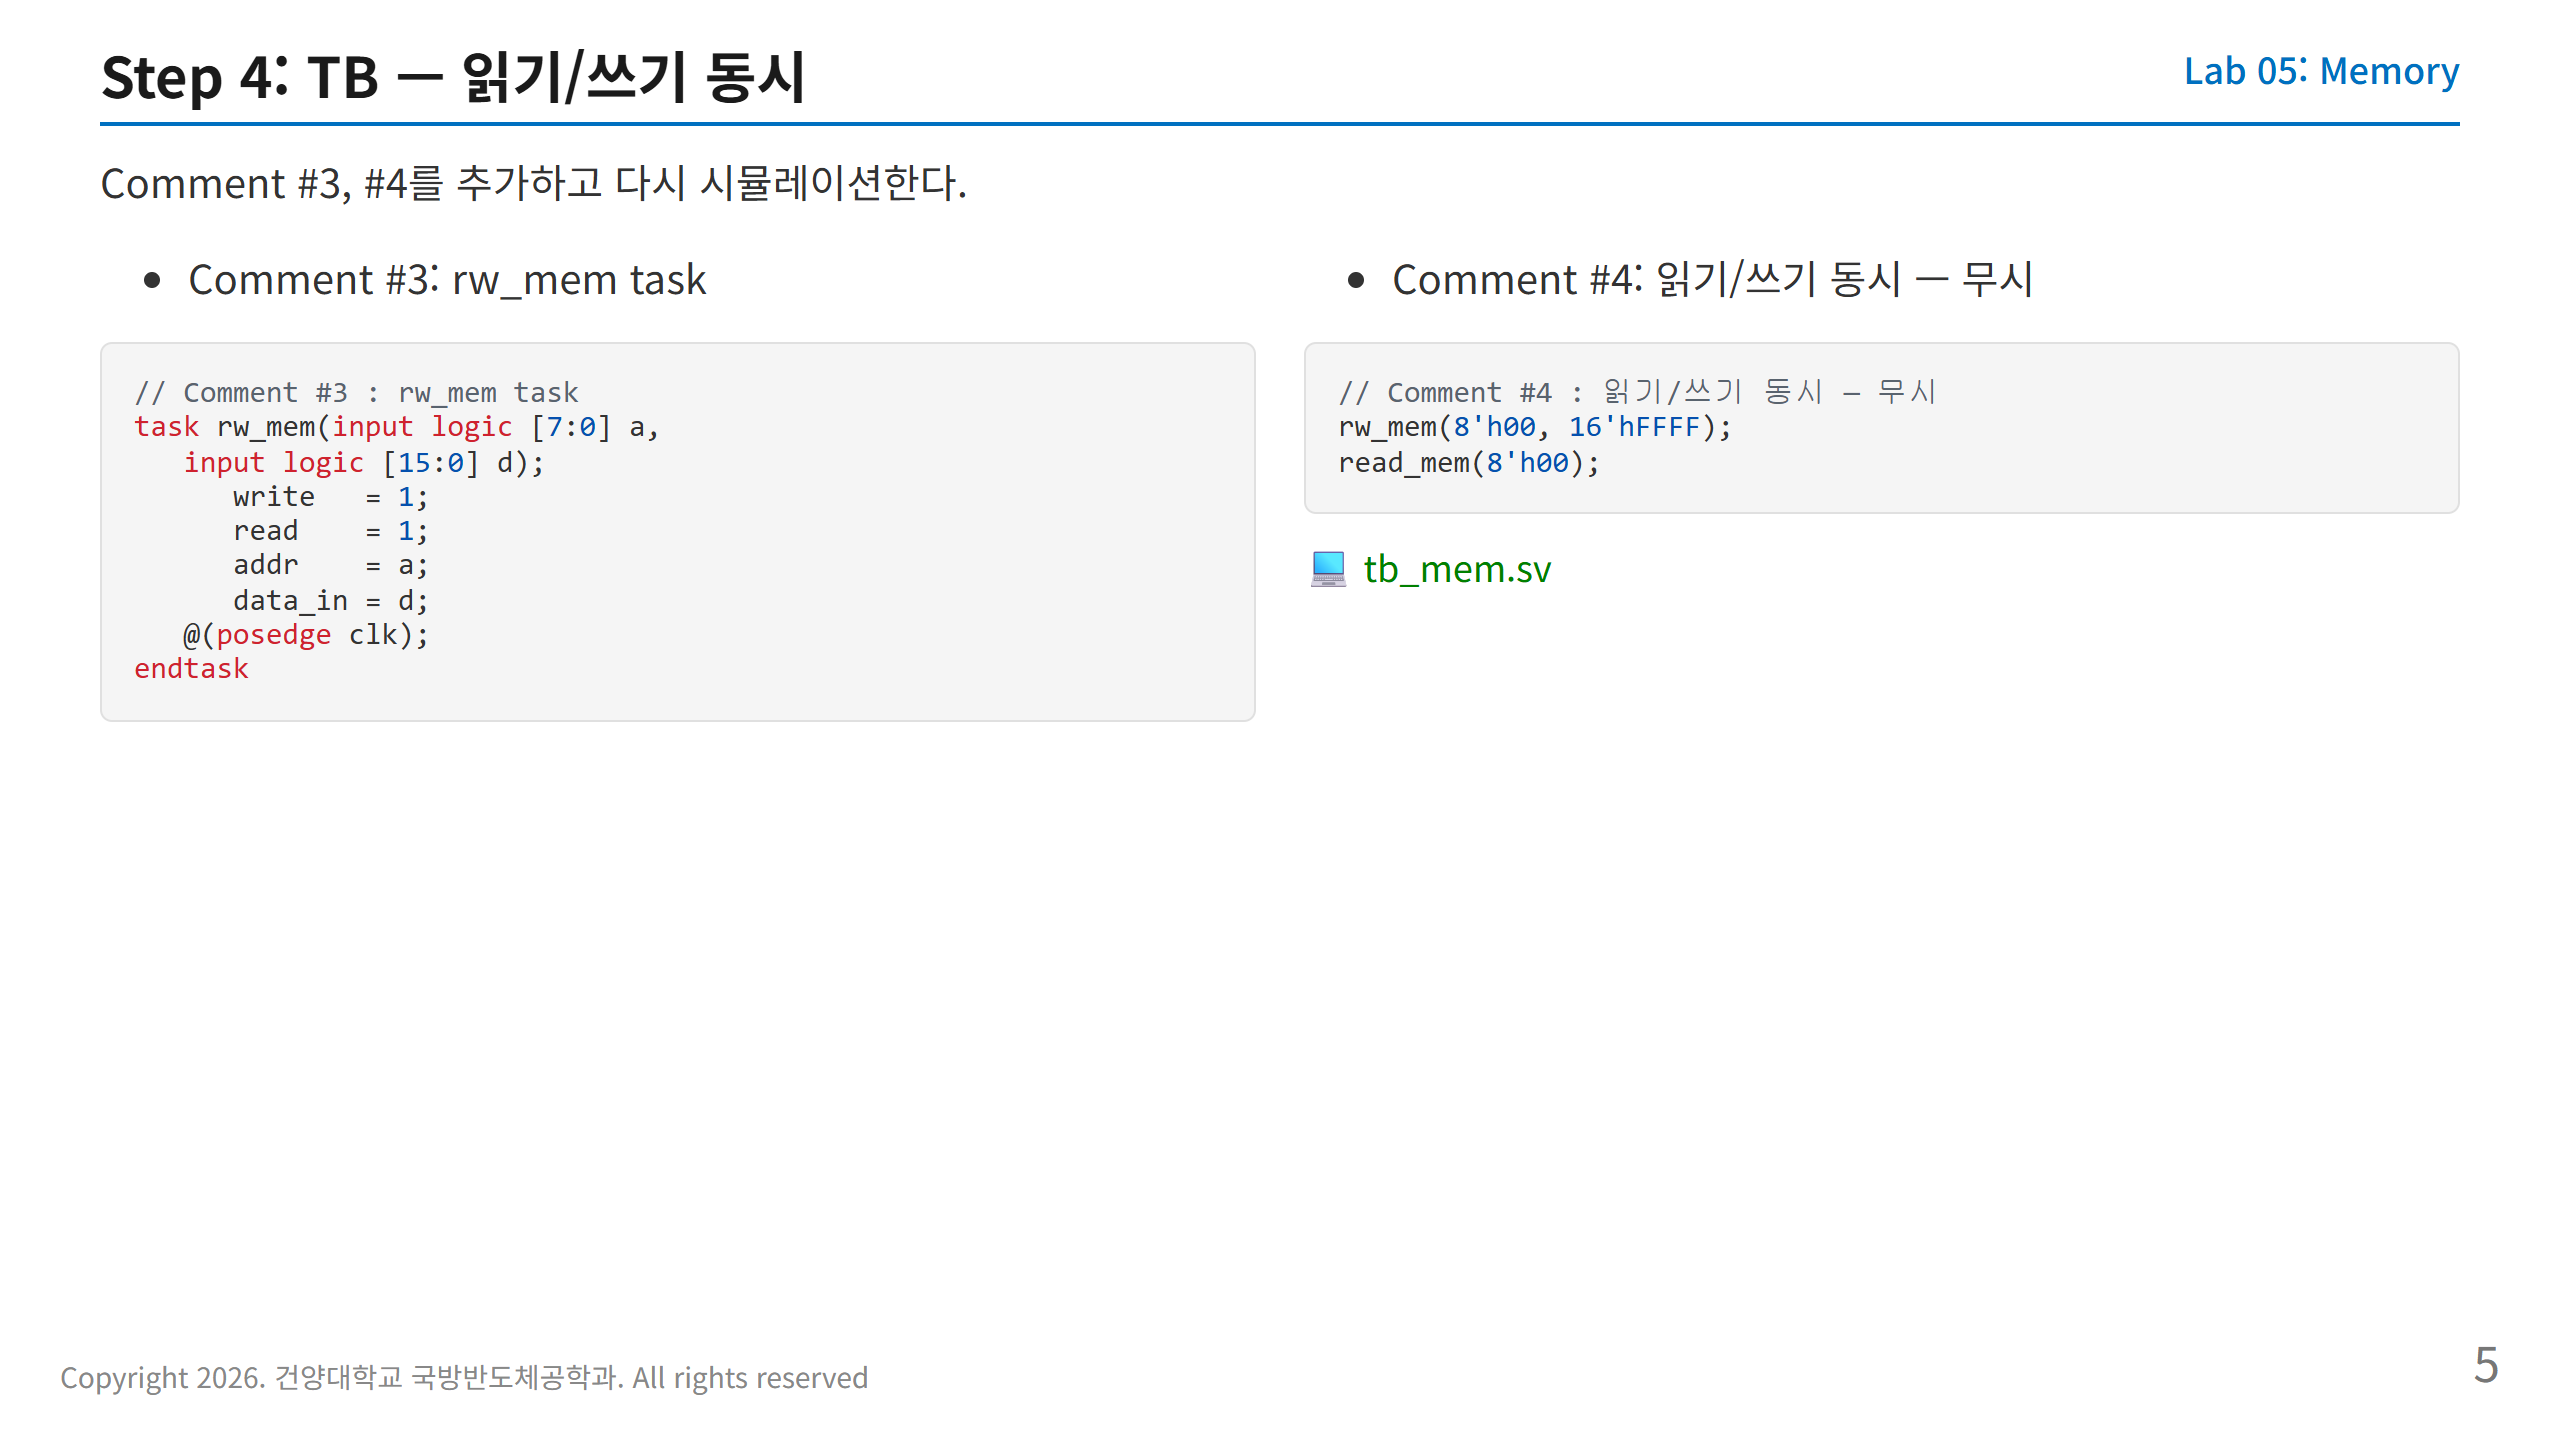 Step 4: TB — 읽기/쓰기 동시
Lab 05: Memory
Comment #3, #4를 추가하고 다시 시뮬레이션한다.
• Comment #3: rw_mem task
// Comment #3 : rw_mem task
task rw_mem(input logic [7:0] a,
   input logic [15:0] d);
      write   = 1;
      read    = 1;
      addr    = a;
      data_in = d;
   @(posedge clk);
endtask
• Comment #4: 읽기/쓰기 동시 — 무시
// Comment #4 : 읽기/쓰기 동시 — 무시
rw_mem(8'h00, 16'hFFFF);
read_mem(8'h00);
💻 tb_mem.sv
Copyright 2026. 건양대학교 국방반도체공학과. All rights reserved
5